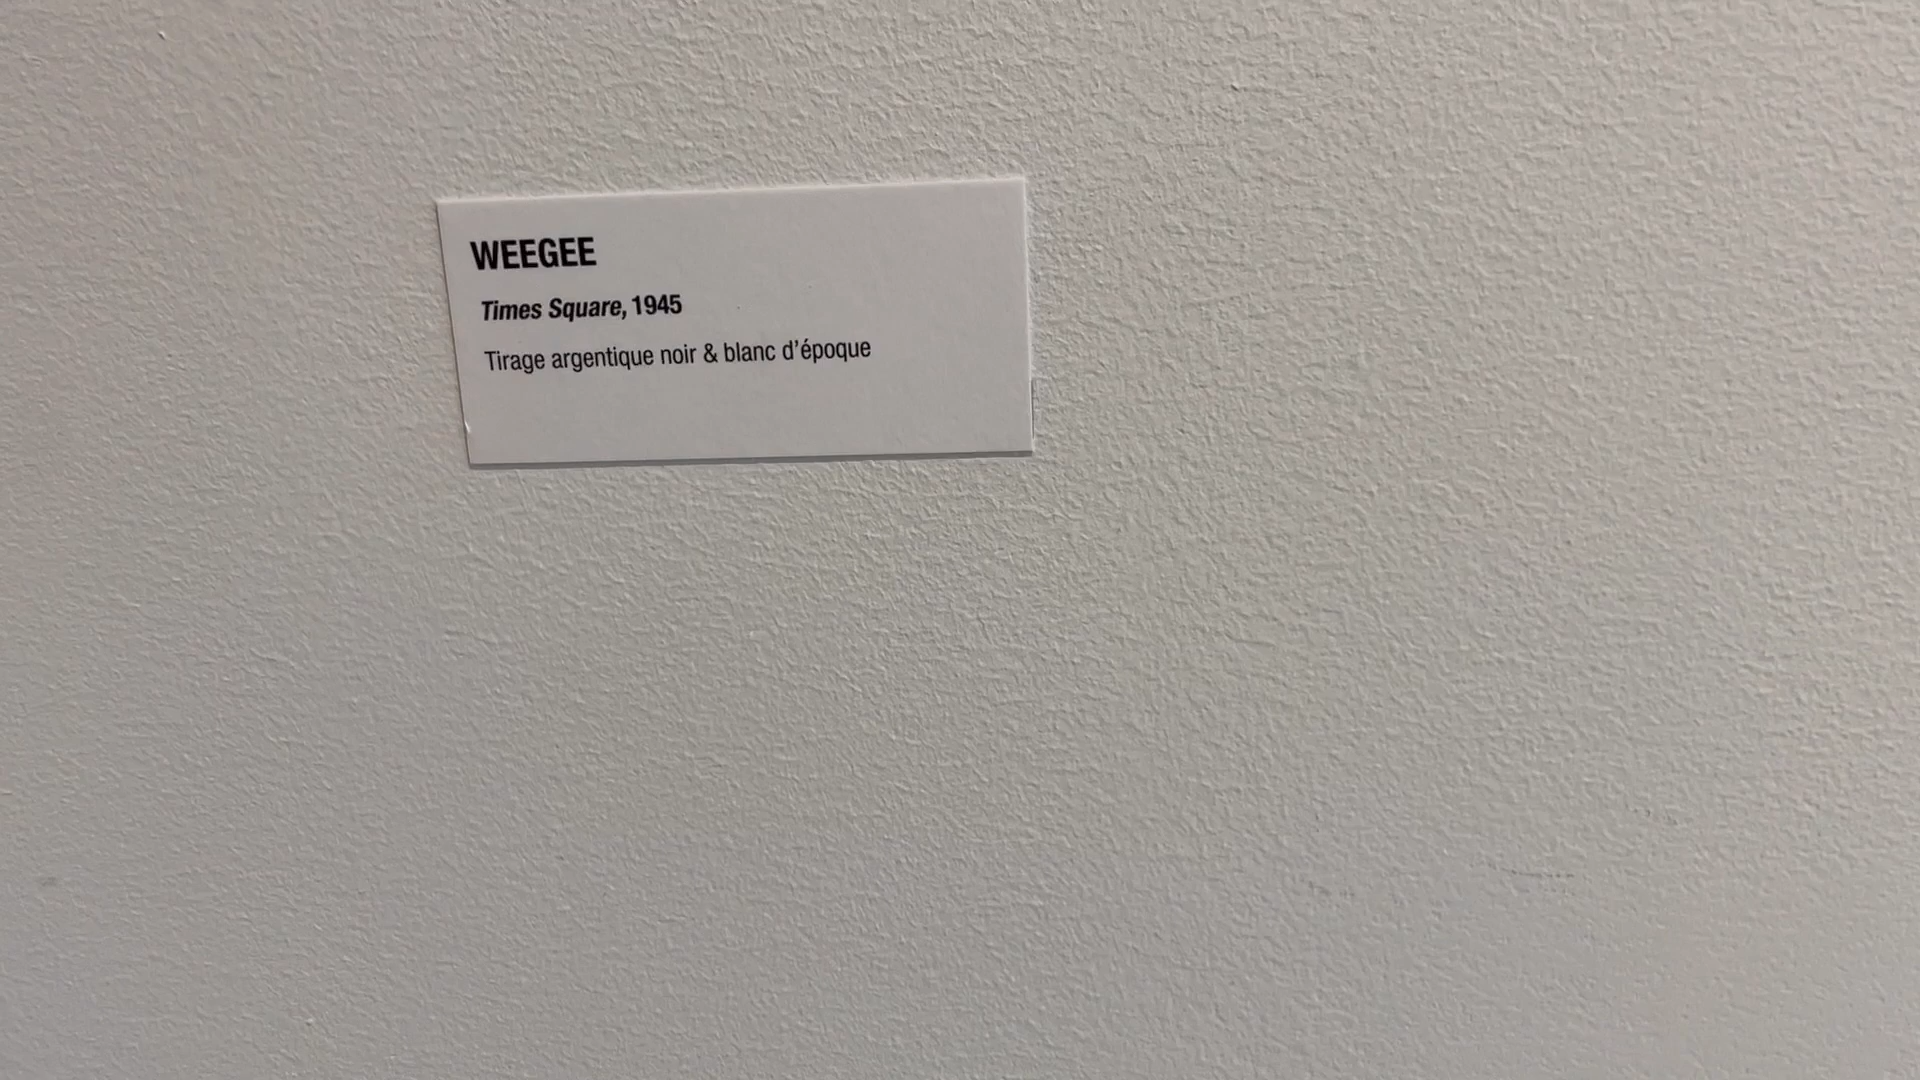 WEEGEE
Times Square, 1945
Tirage argentique noir & blanc d’époque